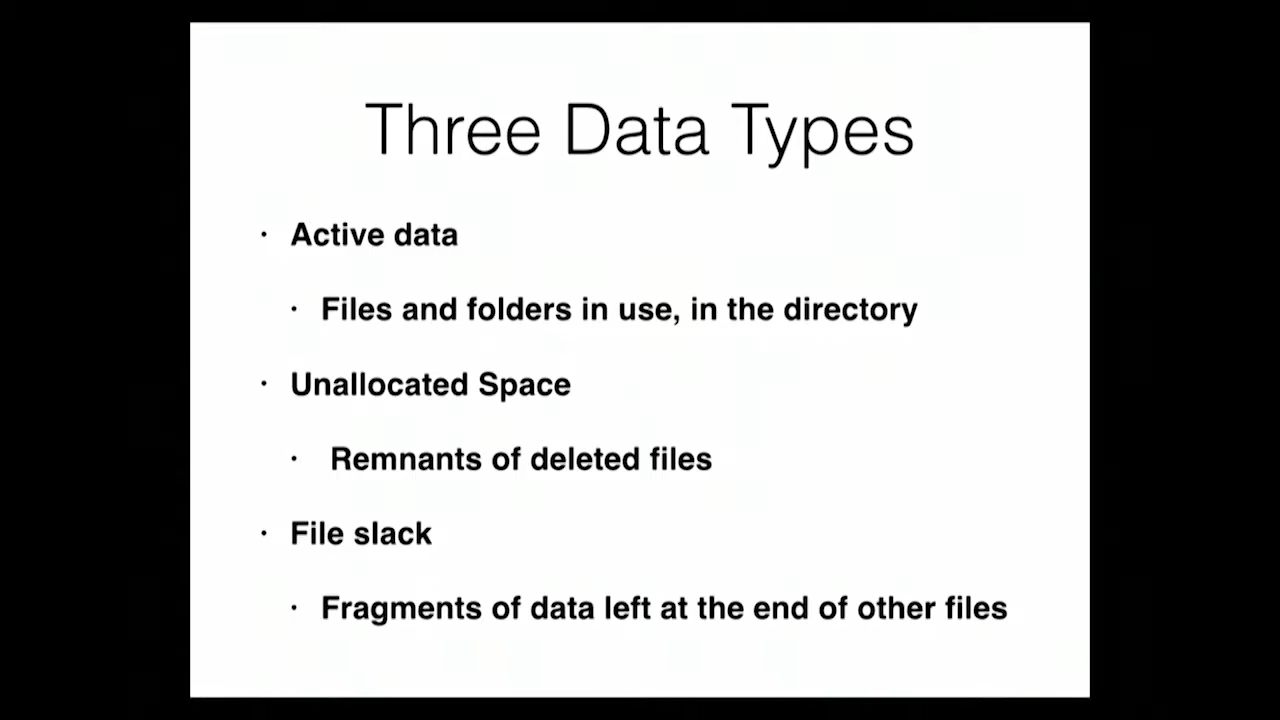 Three Data Types
· Active data
· Files and folders in use, in the directory
· Unallocated Space
· Remnants of deleted files
· File slack
· Fragments of data left at the end of other files